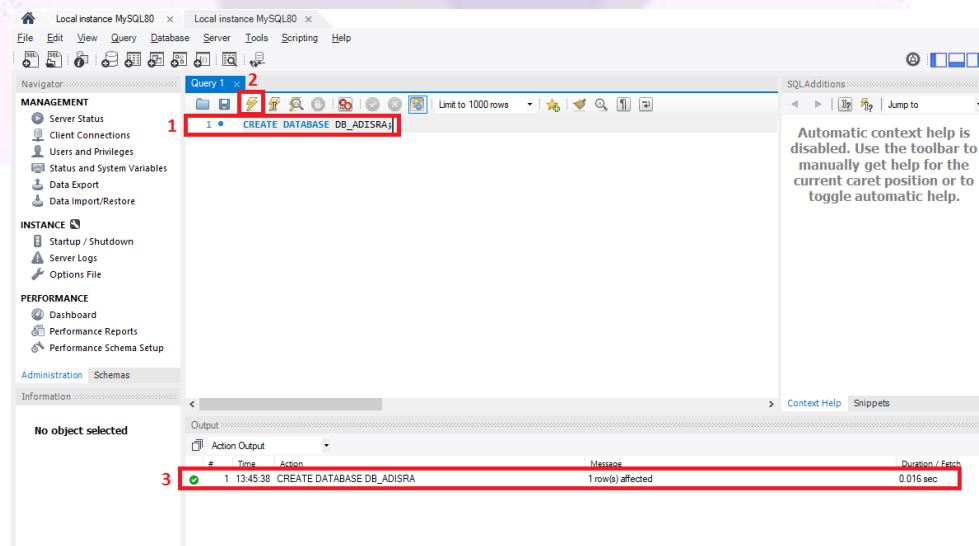 Local instance MySQL80 × Local instance MySQL80 ×
File Edit View Query Database Server Tools Scripting Help
Navigator
MANAGEMENT
Server Status
Client Connections
Users and Privileges
Status and System Variables
Data Export
Data Import/Restore
INSTANCE
Startup / Shutdown
Server Logs
Options File
PERFORMANCE
Dashboard
Performance Reports
Performance Schema Setup
Administration Schemas
Information
No object selected
Query 1 × 2
Limit to 1000 rows
1 1 CREATE DATABASE DB_ADISRA;
SQLAdditions
Jump to
Automatic context help is
disabled. Use the toolbar to
manually get help for the
current caret position or to
toggle automatic help.
Context Help Snippets
Output
Action Output
# Time Action Message Duration / Fetch
3 1 13:45:38 CREATE DATABASE DB_ADISRA 1 row(s) affected 0.016 sec